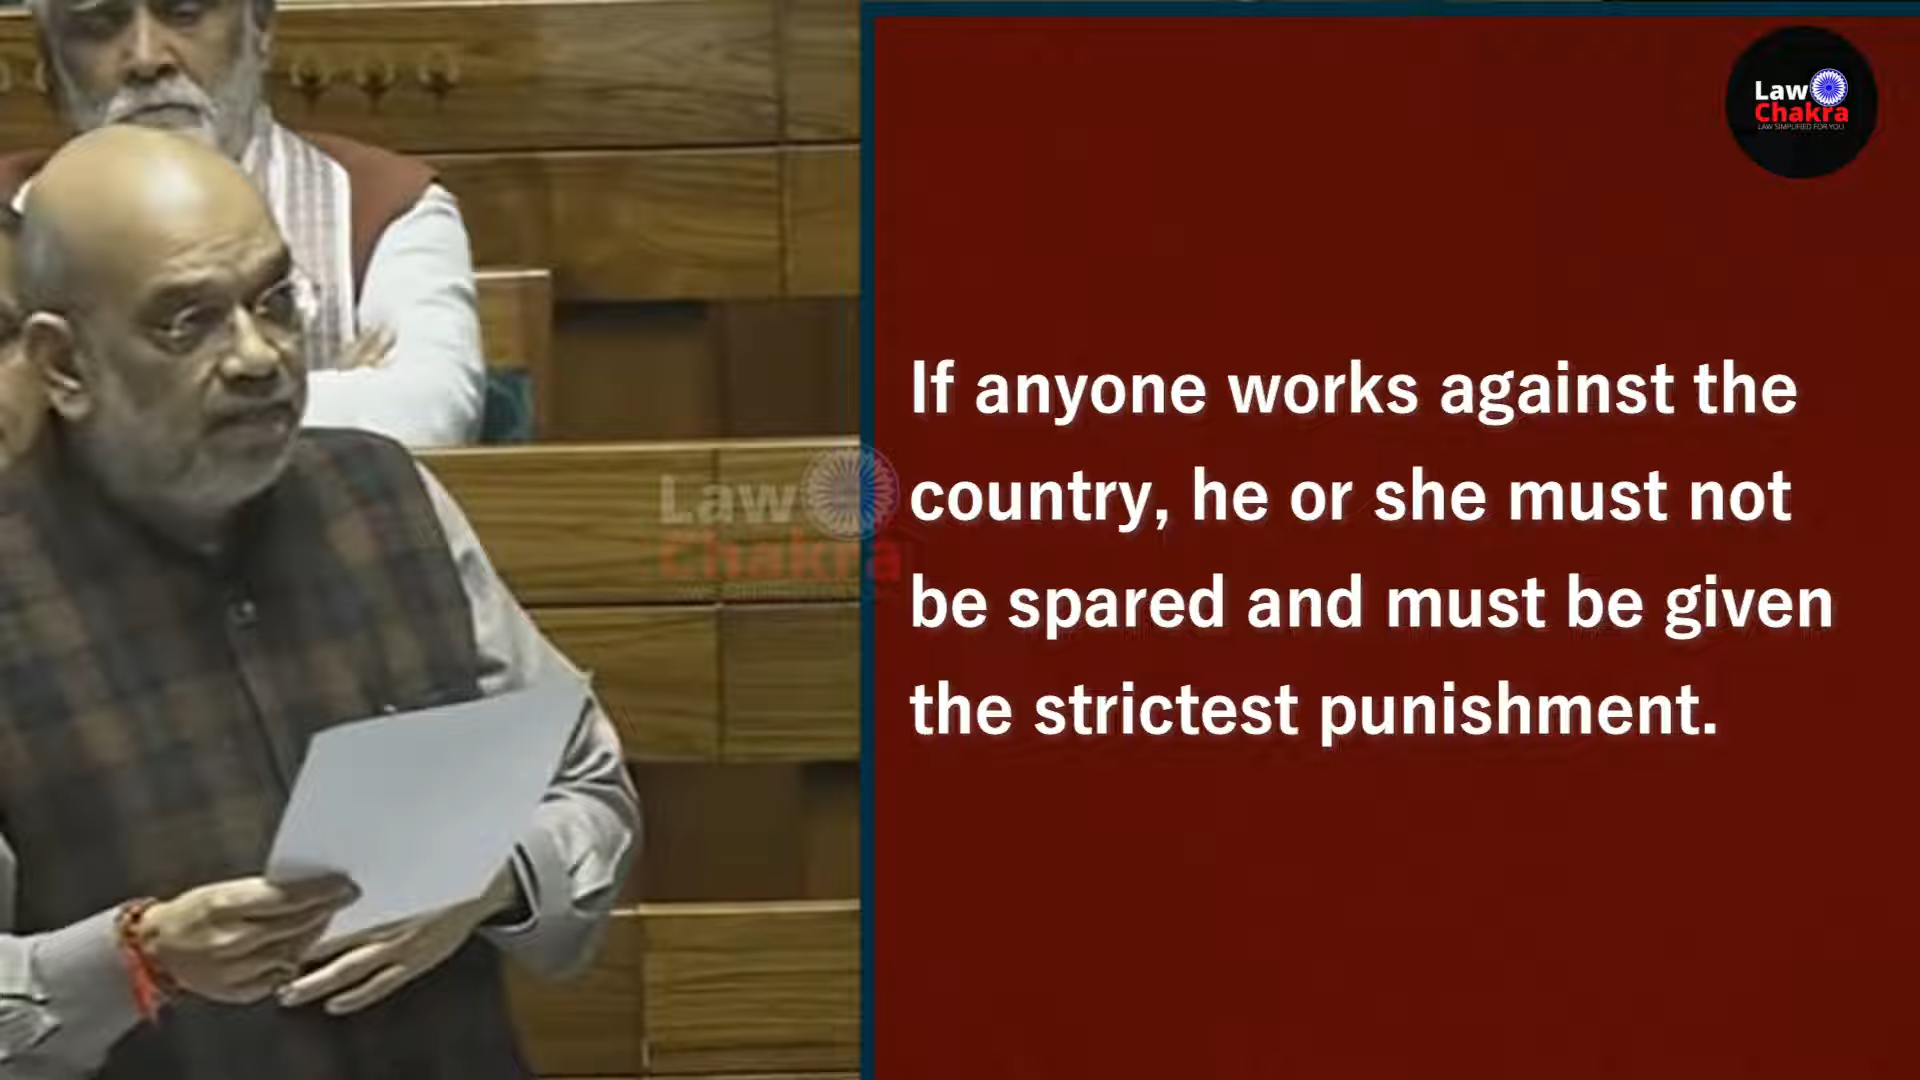 Law
Chakra
LAW SIMPLIFIED FOR YOU
If anyone works against the
country, he or she must not
be spared and must be given
the strictest punishment.
Law
Chakra